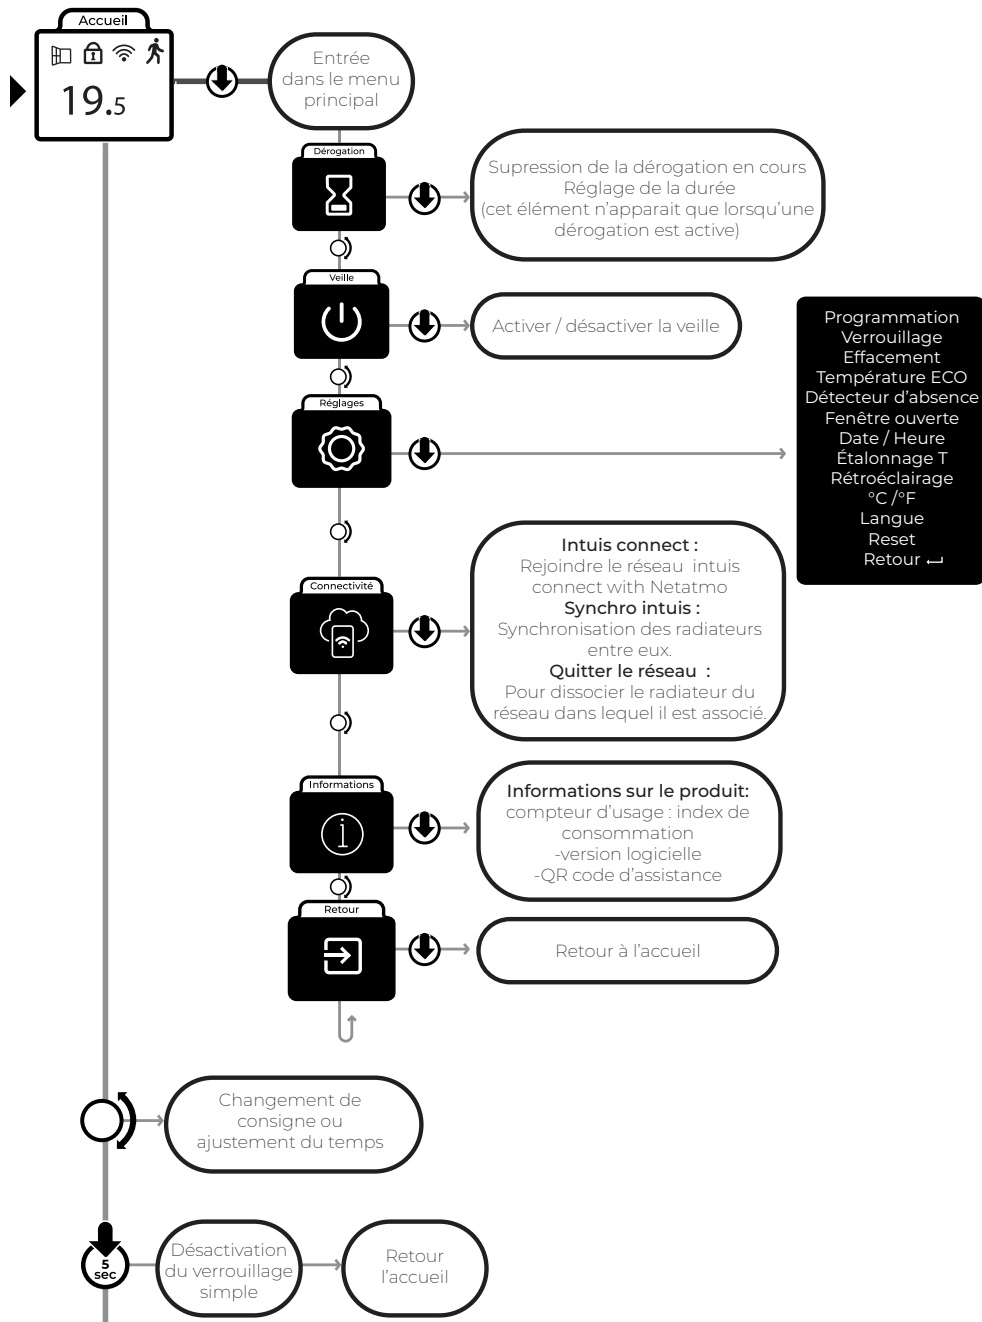 Accueil
19.5
Entrée
dans le menu
principal
Dérogation
Supression de la dérogation en cours
Réglage de la durée
(cet élément n'apparait que lorsqu'une
dérogation est active)
Veille
Activer / désactiver la veille
Réglages
Programmation
Verrouillage
Effacement
Température ECO
Détecteur d'absence
Fenêtre ouverte
Date / Heure
Étalonnage T
Rétroéclairage
°C /°F
Langue
Reset
Retour
Connectivité
Intuis connect :
Rejoindre le réseau intuis
connect with Netatmo
Synchro intuis :
Synchronisation des radiateurs
entre eux.
Quitter le réseau :
Pour dissocier le radiateur du
réseau dans lequel il est associé.
Informations
i
Informations sur le produit:
compteur d'usage : index de
consommation
-version logicielle
-QR code d'assistance
Retour
Retour à l'accueil
Changement de
consigne ou
ajustement du temps
5
sec
Désactivation
du verrouillage
simple
Retour
l'accueil